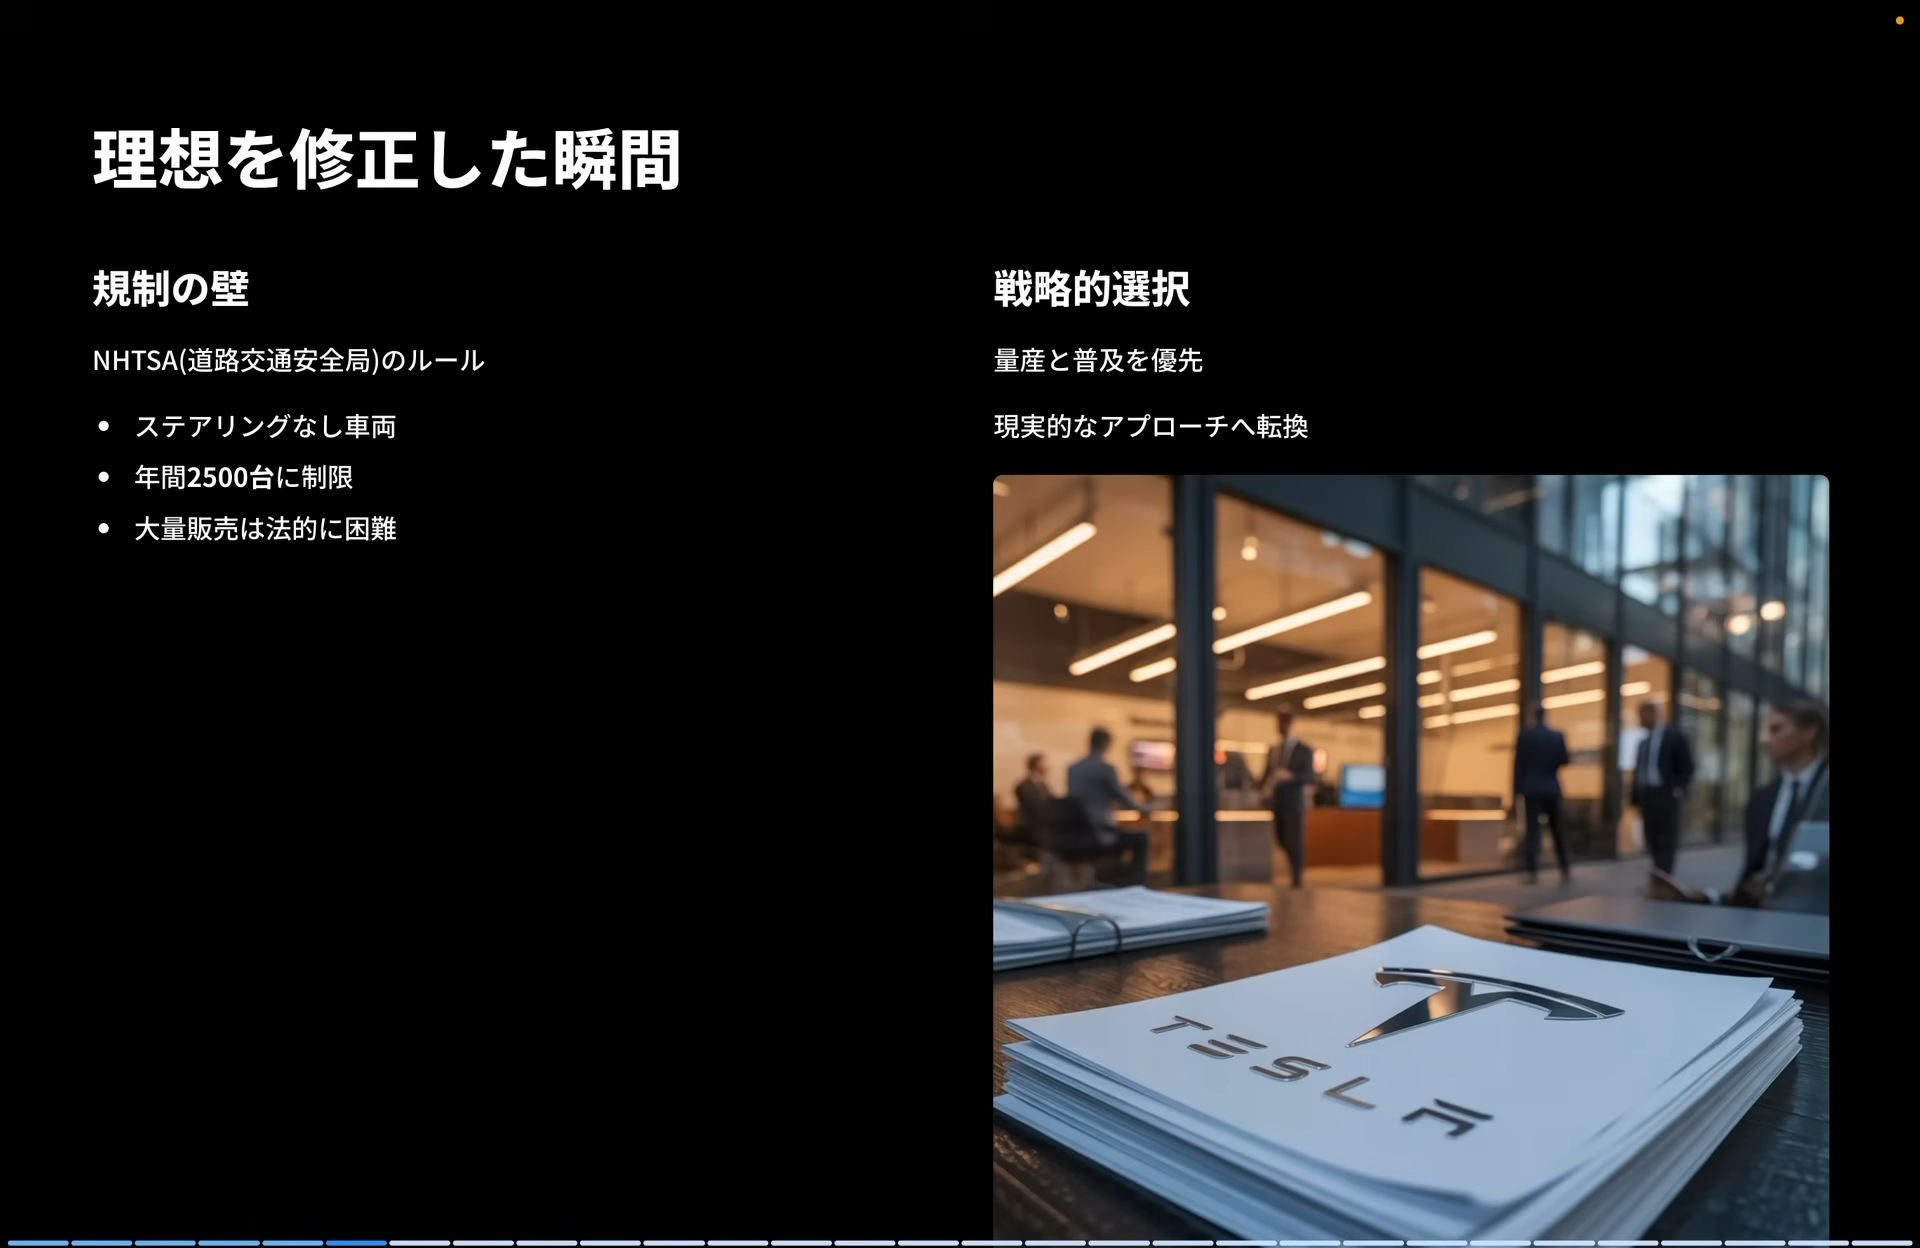 理想を修正した瞬間
規制の壁
NHTSA(道路交通安全局)のルール
ステアリングなし車両
年間2500台に制限
大量販売は法的に困難
戦略的選択
量産と普及を優先
現実的なアプローチへ転換
TESLA